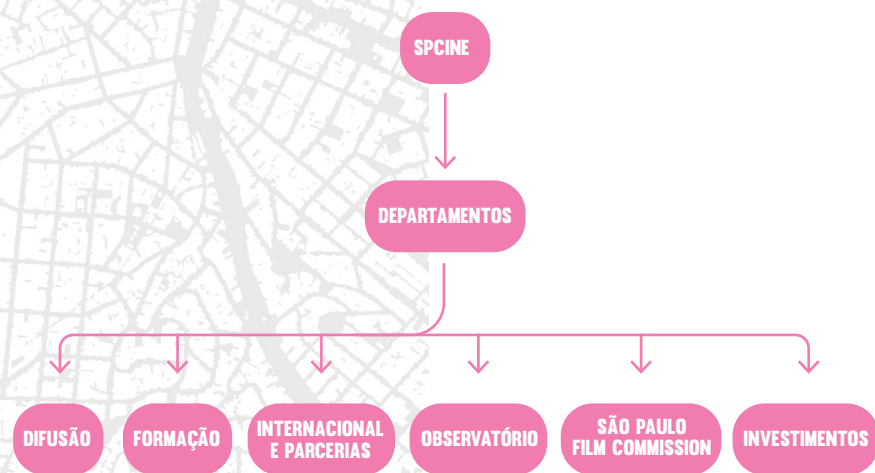 SPCINE
DEPARTAMENTOS
DIFUSÃO
FORMAÇÃO
INTERNACIONAL
E PARCERIAS
OBSERVATÓRIO
SÃO PAULO
FILM COMMISSION
INVESTIMENTOS